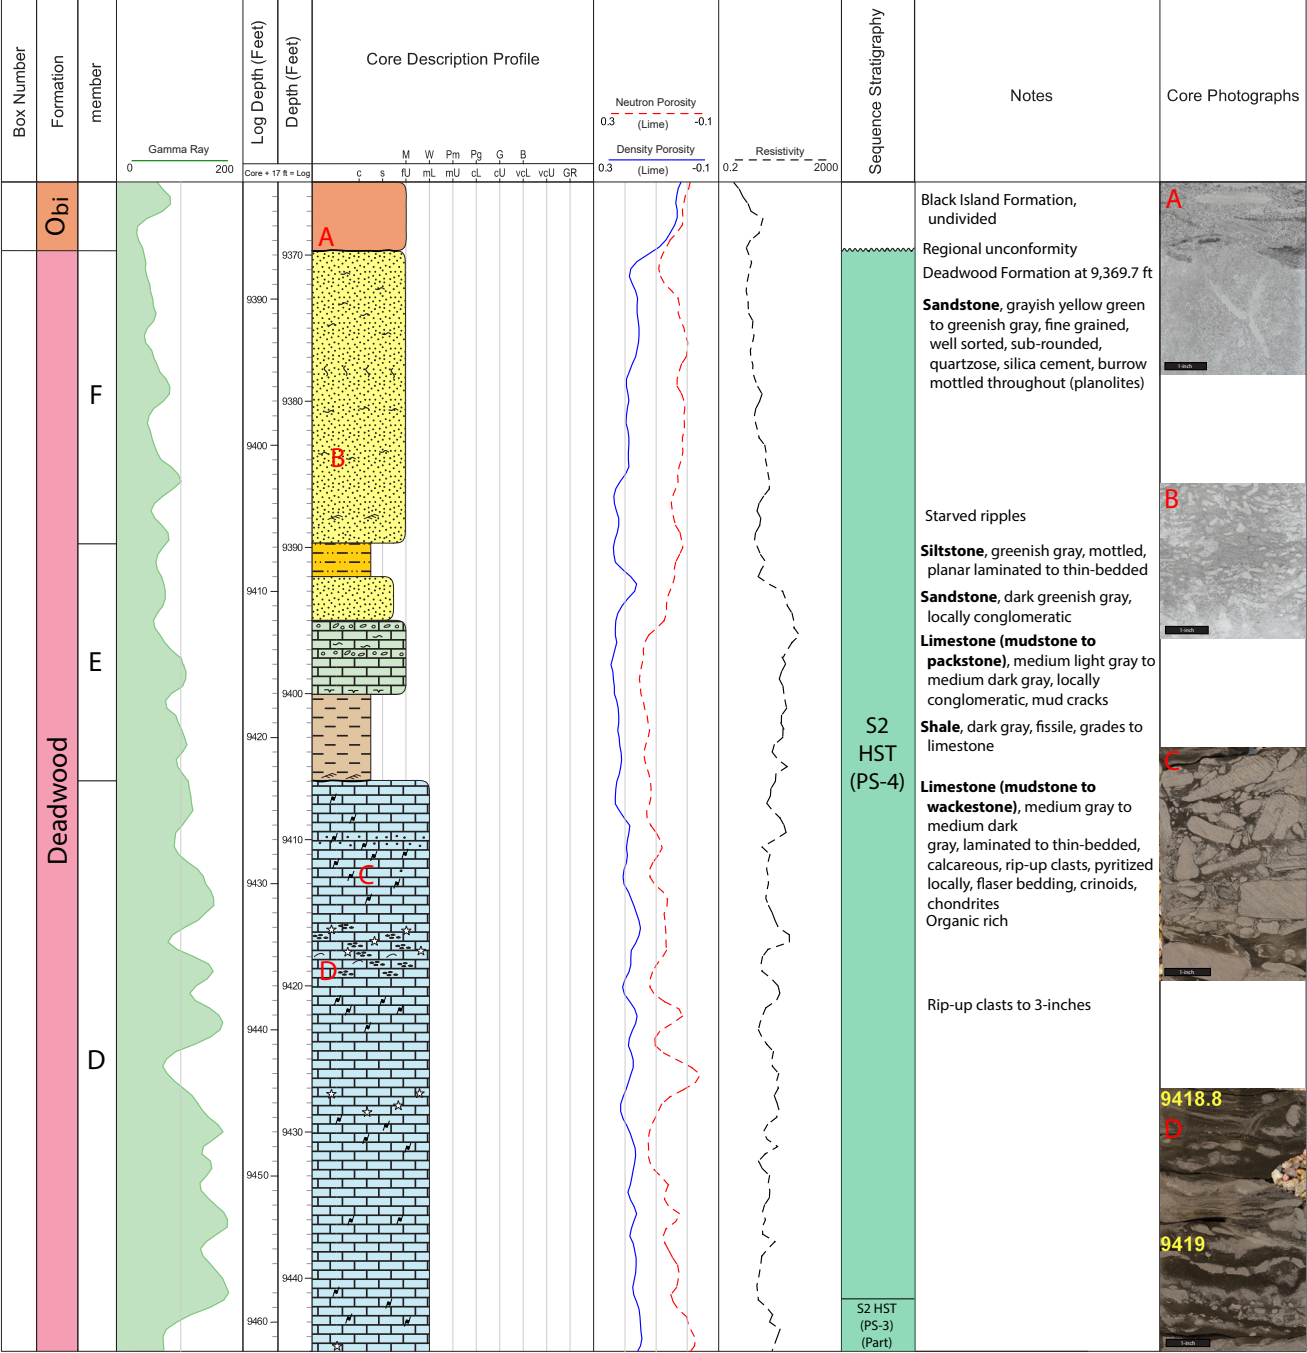 Box Number
Formation
member
Gamma Ray
0 200
Log Depth (Feet)
Depth (Feet)
Core + 17 ft = Log
Core Description Profile
M W Pm Pg G B
c s fU mL mU cL cU vcL vcU GR
Neutron Porosity
0.3 (Lime) -0.1
Density Porosity
0.3 (Lime) -0.1
Resistivity
0.2 2000
Sequence Stratigraphy
Notes
Core Photographs
Obi
Deadwood
F
E
D
9390
9400
9410
9420
9430
9440
9450
9460
9370
9380
9390
9400
9410
9420
9430
9440
A
B
C
D
S2
HST
(PS-4)
S2 HST
(PS-3)
(Part)
Black Island Formation,
undivided
Regional unconformity
Deadwood Formation at 9,369.7 ft
Sandstone, grayish yellow green
to greenish gray, fine grained,
well sorted, sub-rounded,
quartzose, silica cement, burrow
mottled throughout (planolites)
Starved ripples
Siltstone, greenish gray, mottled,
planar laminated to thin-bedded
Sandstone, dark greenish gray,
locally conglomeratic
Limestone (mudstone to
packstone), medium light gray to
medium dark gray, locally
conglomeratic, mud cracks
Shale, dark gray, fissile, grades to
limestone
Limestone (mudstone to
wackestone), medium gray to
medium dark
gray, laminated to thin-bedded,
calcareous, rip-up clasts, pyritized
locally, flaser bedding, crinoids,
chondrites
Organic rich
Rip-up clasts to 3-inches
A
1-inch
B
1-inch
C
1-inch
9418.8
D
9419
1-inch